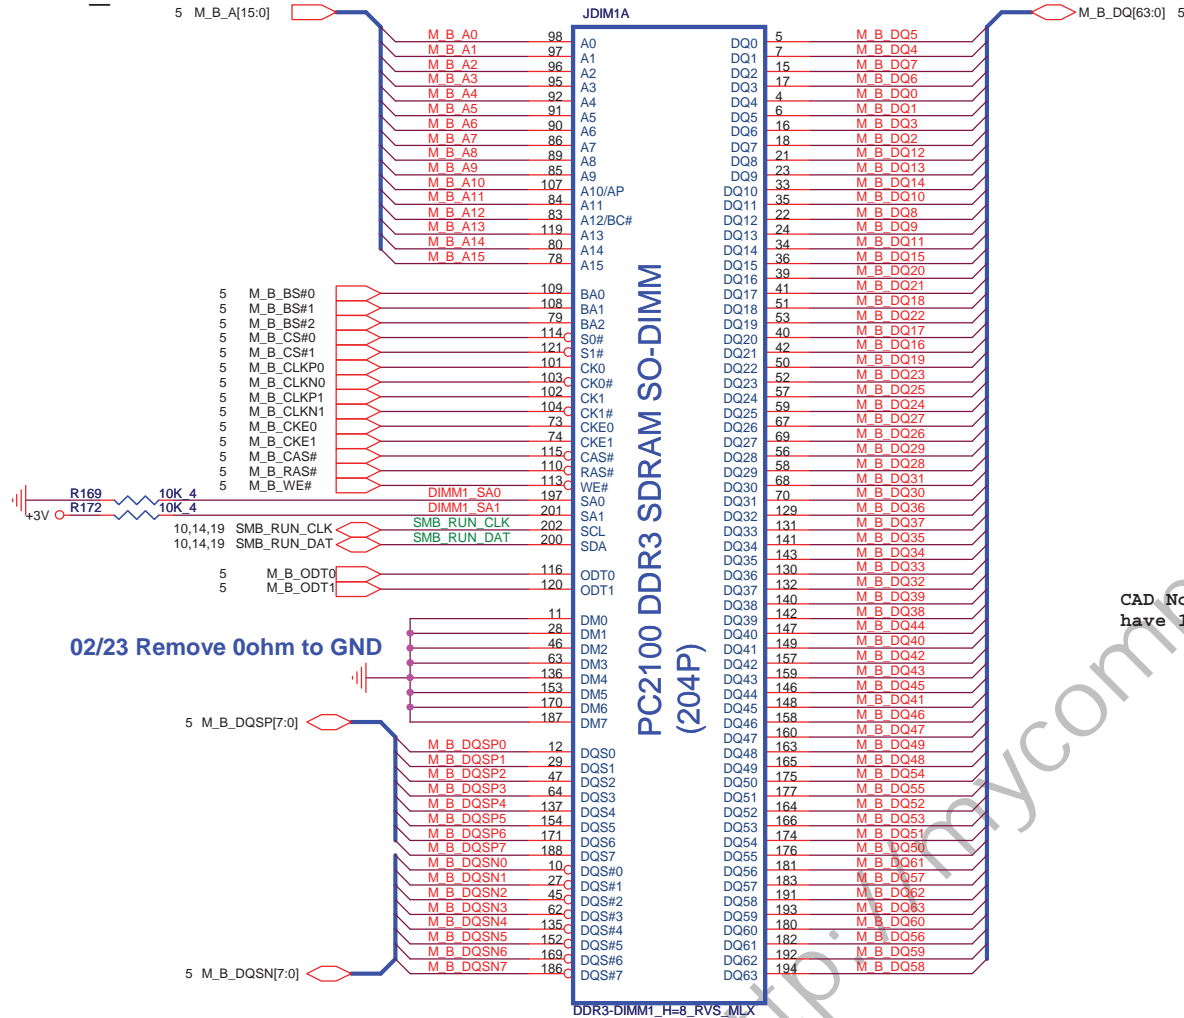 5 M_B_A[15:0] JDIM1A M_B_DQ[63:0] 5
M_B_A0 98 A0 DQ0 5 M_B_DQ5
M_B_A1 97 A1 DQ1 7 M_B_DQ4
M_B_A2 96 A2 DQ2 15 M_B_DQ7
M_B_A3 95 A3 DQ3 17 M_B_DQ6
M_B_A4 92 A4 DQ4 4 M_B_DQ0
M_B_A5 91 A5 DQ5 6 M_B_DQ1
M_B_A6 90 A6 DQ6 16 M_B_DQ3
M_B_A7 86 A7 DQ7 18 M_B_DQ2
M_B_A8 89 A8 DQ8 21 M_B_DQ12
M_B_A9 85 A9 DQ9 23 M_B_DQ13
M_B_A10 107 A10/AP DQ10 33 M_B_DQ14
M_B_A11 84 A11 DQ11 35 M_B_DQ10
M_B_A12 83 A12/BC# DQ12 22 M_B_DQ8
M_B_A13 119 A13 DQ13 24 M_B_DQ9
M_B_A14 80 A14 DQ14 34 M_B_DQ11
M_B_A15 78 A15 DQ15 36 M_B_DQ15
DQ16 39 M_B_DQ20
5 M_B_BS#0 109 BA0 DQ17 41 M_B_DQ21
5 M_B_BS#1 108 BA1 DQ18 51 M_B_DQ18
5 M_B_BS#2 79 BA2 DQ19 53 M_B_DQ22
5 M_B_CS#0 114 S0# DQ20 40 M_B_DQ17
5 M_B_CS#1 121 S1# DQ21 42 M_B_DQ16
5 M_B_CLKP0 101 CK0 DQ22 50 M_B_DQ19
5 M_B_CLKN0 103 CK0# DQ23 52 M_B_DQ23
5 M_B_CLKP1 102 CK1 DQ24 57 M_B_DQ25
5 M_B_CLKN1 104 CK1# DQ25 59 M_B_DQ24
5 M_B_CKE0 73 CKE0 DQ26 67 M_B_DQ27
5 M_B_CKE1 74 CKE1 DQ27 69 M_B_DQ26
5 M_B_CAS# 115 CAS# DQ28 56 M_B_DQ29
5 M_B_RAS# 110 RAS# DQ29 58 M_B_DQ28
5 M_B_WE# 113 WE# DQ30 68 M_B_DQ31
R169 10K_4 DIMM1_SA0 197 SA0 DQ31 70 M_B_DQ30
+3V R172 10K_4 DIMM1_SA1 201 SA1 DQ32 129 M_B_DQ36
10,14,19 SMB_RUN_CLK SMB_RUN_CLK 202 SCL DQ33 131 M_B_DQ37
10,14,19 SMB_RUN_DAT SMB_RUN_DAT 200 SDA DQ34 141 M_B_DQ35
DQ35 143 M_B_DQ34
5 M_B_ODT0 116 ODT0 DQ36 130 M_B_DQ33
5 M_B_ODT1 120 ODT1 DQ37 132 M_B_DQ32
DQ38 140 M_B_DQ39
11 DM0 DQ39 142 M_B_DQ38
28 DM1 DQ40 147 M_B_DQ44
46 DM2 DQ41 149 M_B_DQ40
63 DM3 DQ42 157 M_B_DQ42
136 DM4 DQ43 159 M_B_DQ43
153 DM5 DQ44 146 M_B_DQ45
170 DM6 DQ45 148 M_B_DQ41
187 DM7 DQ46 158 M_B_DQ46
DQ47 160 M_B_DQ47
02/23 Remove 0ohm to GND
5 M_B_DQSP[7:0]
M_B_DQSP0 12 DQS0 DQ48 163 M_B_DQ49
M_B_DQSP1 29 DQS1 DQ49 165 M_B_DQ48
M_B_DQSP2 47 DQS2 DQ50 175 M_B_DQ54
M_B_DQSP3 64 DQS3 DQ51 177 M_B_DQ55
M_B_DQSP4 137 DQS4 DQ52 164 M_B_DQ52
M_B_DQSP5 154 DQS5 DQ53 166 M_B_DQ53
M_B_DQSP6 171 DQS6 DQ54 174 M_B_DQ51
M_B_DQSP7 188 DQS7 DQ55 176 M_B_DQ50
M_B_DQSN0 10 DQS#0 DQ56 181 M_B_DQ61
M_B_DQSN1 27 DQS#1 DQ57 183 M_B_DQ57
M_B_DQSN2 45 DQS#2 DQ58 191 M_B_DQ62
M_B_DQSN3 62 DQS#3 DQ59 193 M_B_DQ63
M_B_DQSN4 135 DQS#4 DQ60 180 M_B_DQ60
M_B_DQSN5 152 DQS#5 DQ61 182 M_B_DQ56
M_B_DQSN6 169 DQS#6 DQ62 192 M_B_DQ59
M_B_DQSN7 186 DQS#7 DQ63 194 M_B_DQ58
5 M_B_DQSN[7:0]
PC2100 DDR3 SDRAM SO-DIMM
(204P)
DDR3-DIMM1_H=8_RVS_MLX
CAD
have